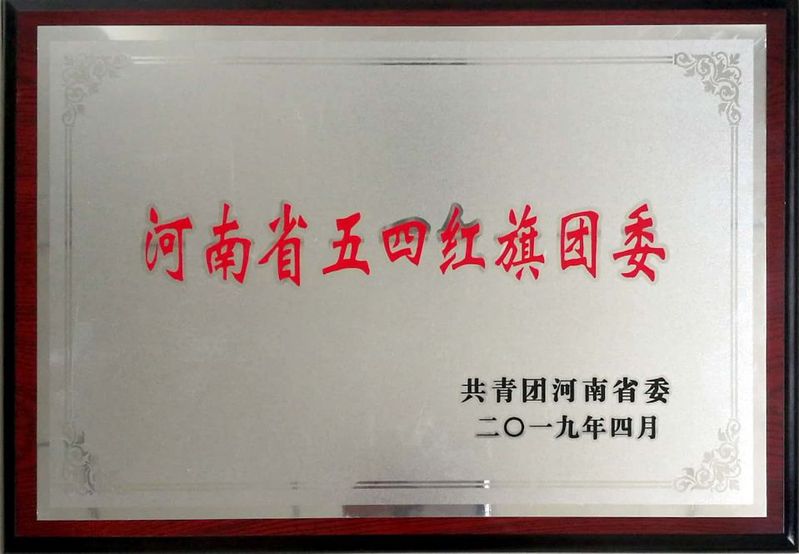 河南省五四红旗团委
共青团河南省委
二〇一九年四月